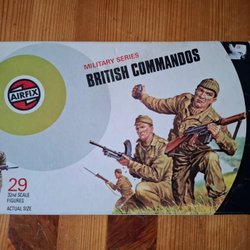 AIRFIX
MILITARY SERIES
BRITISH COMMANDOS
29
32nd SCALE
FIGURES
ACTUAL SIZE